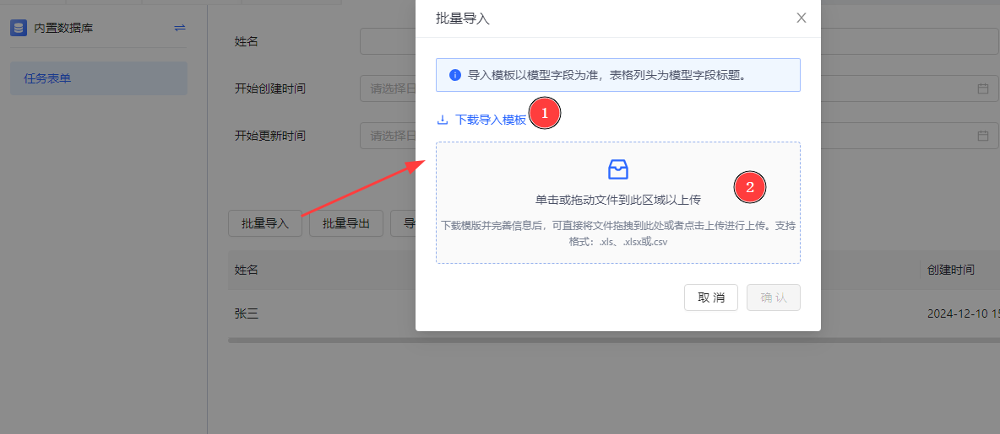 内置数据库
任务表单
姓名
开始创建时间
请选择日
开始更新时间
请选择日
批量导入
批量导出
导
姓名
创建时间
张三
2024-12-10 15
批量导入
导入模板以模型字段为准，表格列头为模型字段标题。
下载导入模板
1
2
单击或拖动文件到此区域以上传
下载模版并完善信息后，可直接将文件拖拽到此处或者点击上传进行上传。支持
格式：.xls、.xlsx或.csv
取 消
确 认